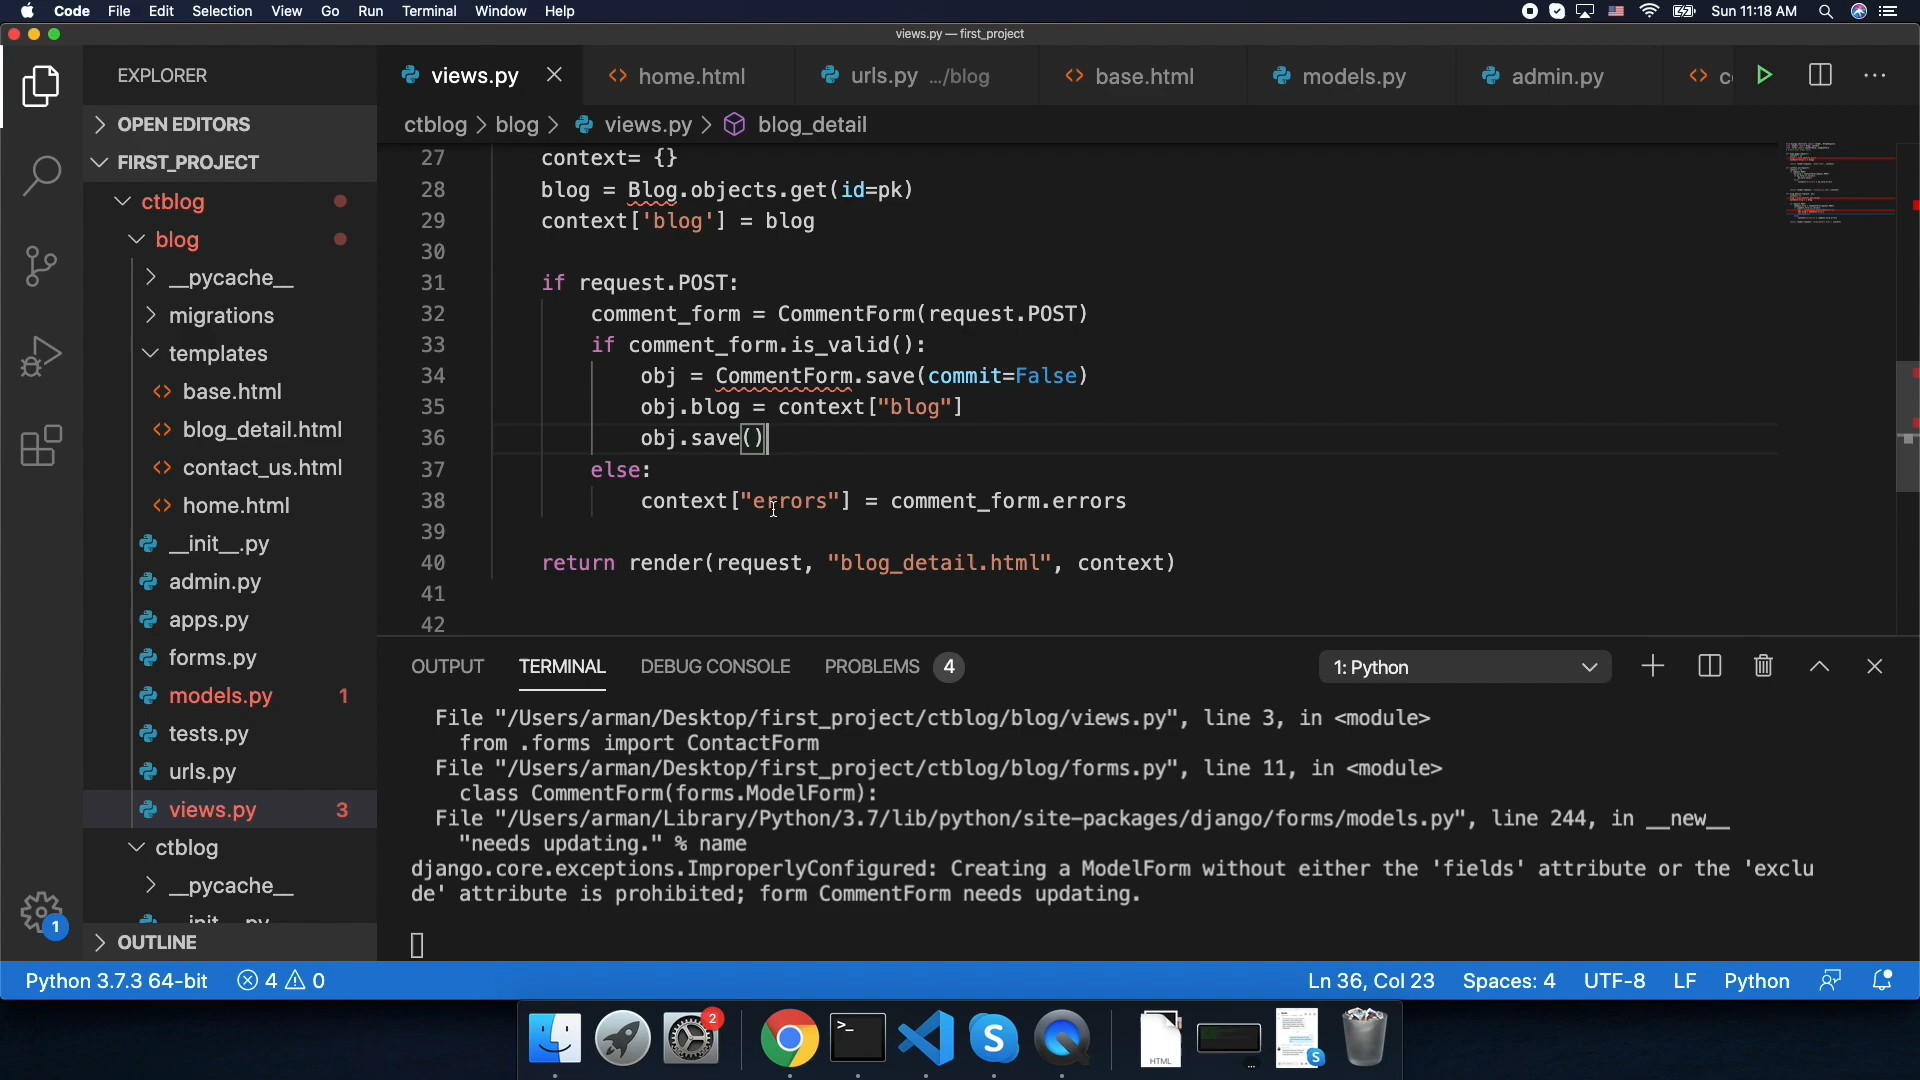 Code File Edit Selection View Go Run Terminal Window Help Sun 11:18 AM
views.py — first_project
EXPLORER
views.py home.html urls.py .../blog base.html models.py admin.py
OPEN EDITORS
ctblog > blog > views.py > blog_detail
FIRST_PROJECT
ctblog
blog
__pycache__
migrations
templates
base.html
blog_detail.html
contact_us.html
home.html
__init__.py
admin.py
apps.py
forms.py
models.py 1
tests.py
urls.py
views.py 3
ctblog
__pycache__
OUTLINE
27 context= {}
28 blog = Blog.objects.get(id=pk)
29 context['blog'] = blog
30
31 if request.POST:
32 comment_form = CommentForm(request.POST)
33 if comment_form.is_valid():
34 obj = CommentForm.save(commit=False)
35 obj.blog = context["blog"]
36 obj.save()
37 else:
38 context["errors"] = comment_form.errors
39
40 return render(request, "blog_detail.html", context)
41
42
OUTPUT TERMINAL DEBUG CONSOLE PROBLEMS 4 1: Python
File "/Users/arman/Desktop/first_project/ctblog/blog/views.py", line 3, in <module>
from .forms import ContactForm
File "/Users/arman/Desktop/first_project/ctblog/blog/forms.py", line 11, in <module>
class CommentForm(forms.ModelForm):
File "/Users/arman/Library/Python/3.7/lib/python/site-packages/django/forms/models.py", line 244, in __new__
"needs updating." % name
django.core.exceptions.ImproperlyConfigured: Creating a ModelForm without either the 'fields' attribute or the 'exclu
de' attribute is prohibited; form CommentForm needs updating.
1
Python 3.7.3 64-bit 4 0 Ln 36, Col 23 Spaces: 4 UTF-8 LF Python
2
HTML